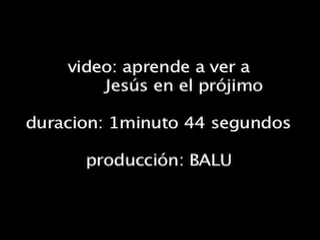 video: aprende a ver a
Jesús en el prójimo
duracion: 1minuto 44 segundos
producción: BALU